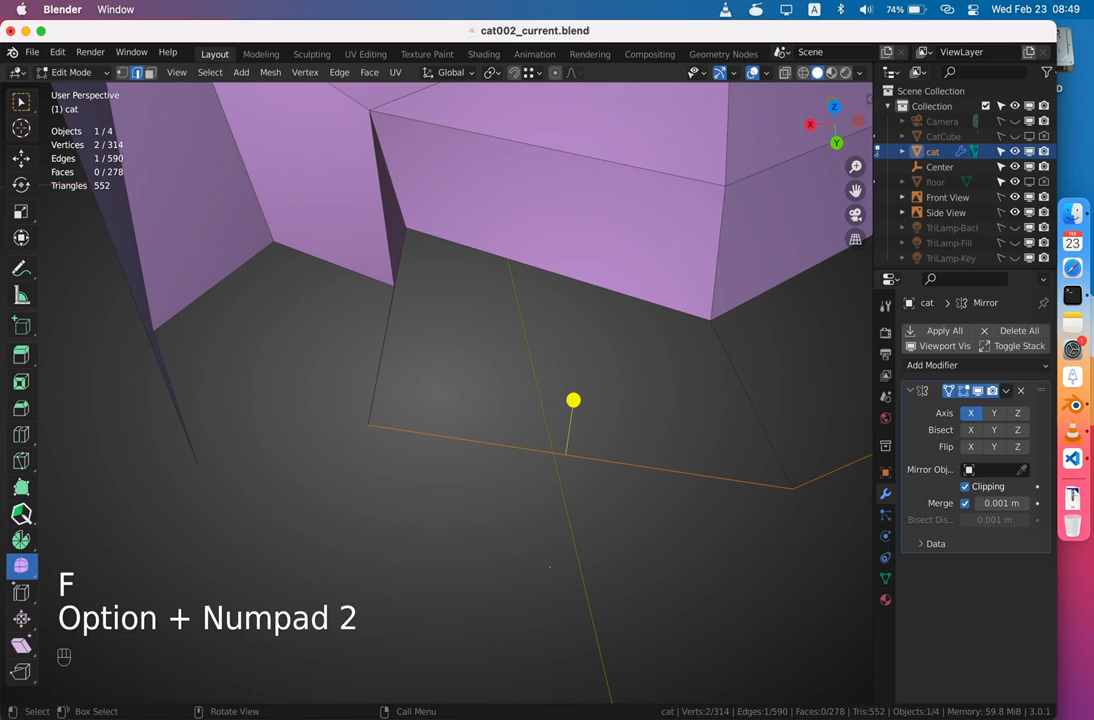 Blender Window A 74% Wed Feb 23 08:49
cat002_current.blend
File Edit Render Window Help Layout Modeling Sculpting UV Editing Texture Paint Shading Animation Rendering Compositing Geometry Nodes Scene ViewLayer
Edit Mode View Select Add Mesh Vertex Edge Face UV Global
User Perspective
(1) cat
Objects 1/4
Vertices 2/314
Edges 1/590
Faces 0/278
Triangles 552
Z
X
Y
Scene Collection
Collection
Camera
CatCube
cat
Center
floor
Front View
Side View
TriLamp-Back
TriLamp-Fill
TriLamp-Key
FEB
23
1
cat Mirror
Apply All Delete All
Viewport Vis Toggle Stack
Add Modifier
Axis X Y Z
Bisect X Y Z
Flip X Y Z
Mirror Obj..
Clipping
Merge 0.001 m
Bisect Dis... 0.001 m
Data
F
Option + Numpad 2
Select Box Select Rotate View Call Menu cat | Verts:2/314 | Edges:1/590 | Faces:0/278 | Tris:552 | Objects:1/4 | Memory: 59.8 MiB | 3.0.1